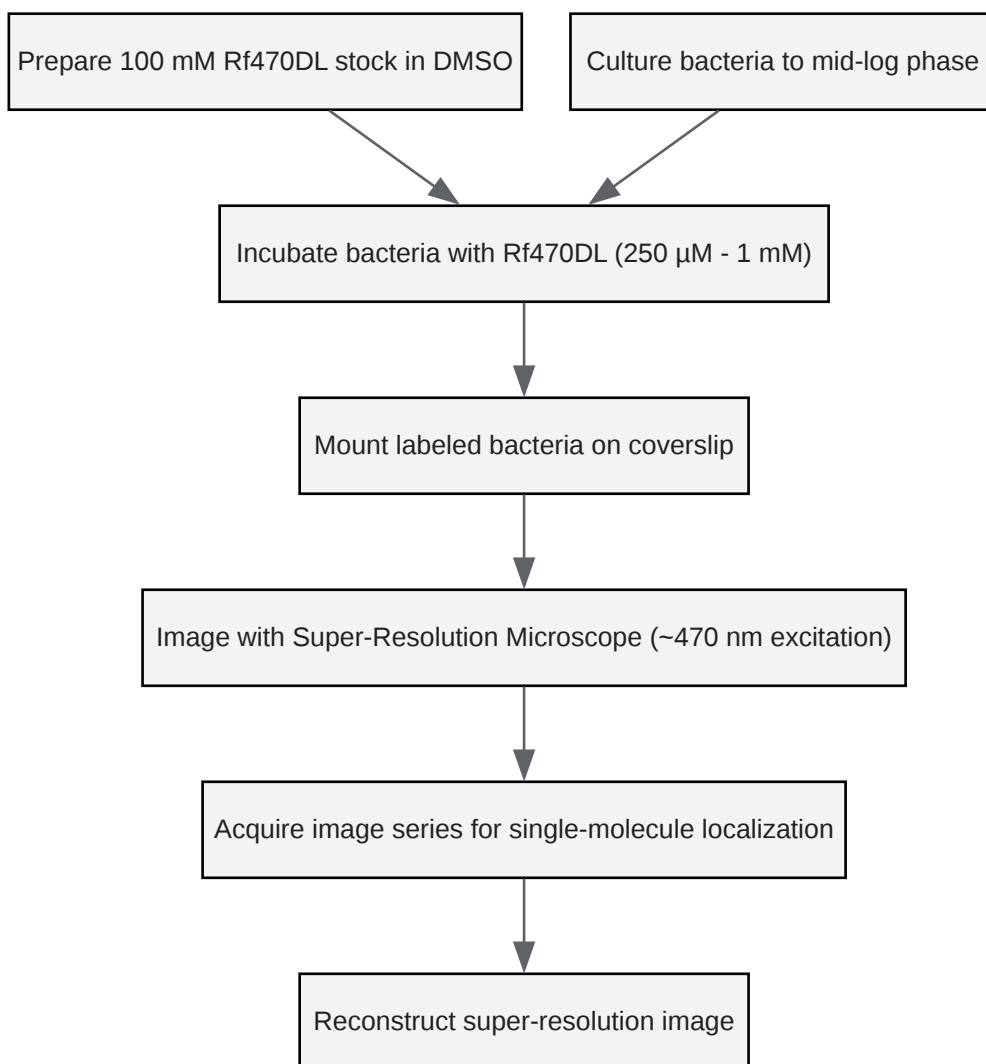 Prepare 100 mM Rf470DL stock in DMSO
Culture bacteria to mid-log phase
Incubate bacteria with Rf470DL (250 µM - 1 mM)
Mount labeled bacteria on coverslip
Image with Super-Resolution Microscope (~470 nm excitation)
Acquire image series for single-molecule localization
Reconstruct super-resolution image